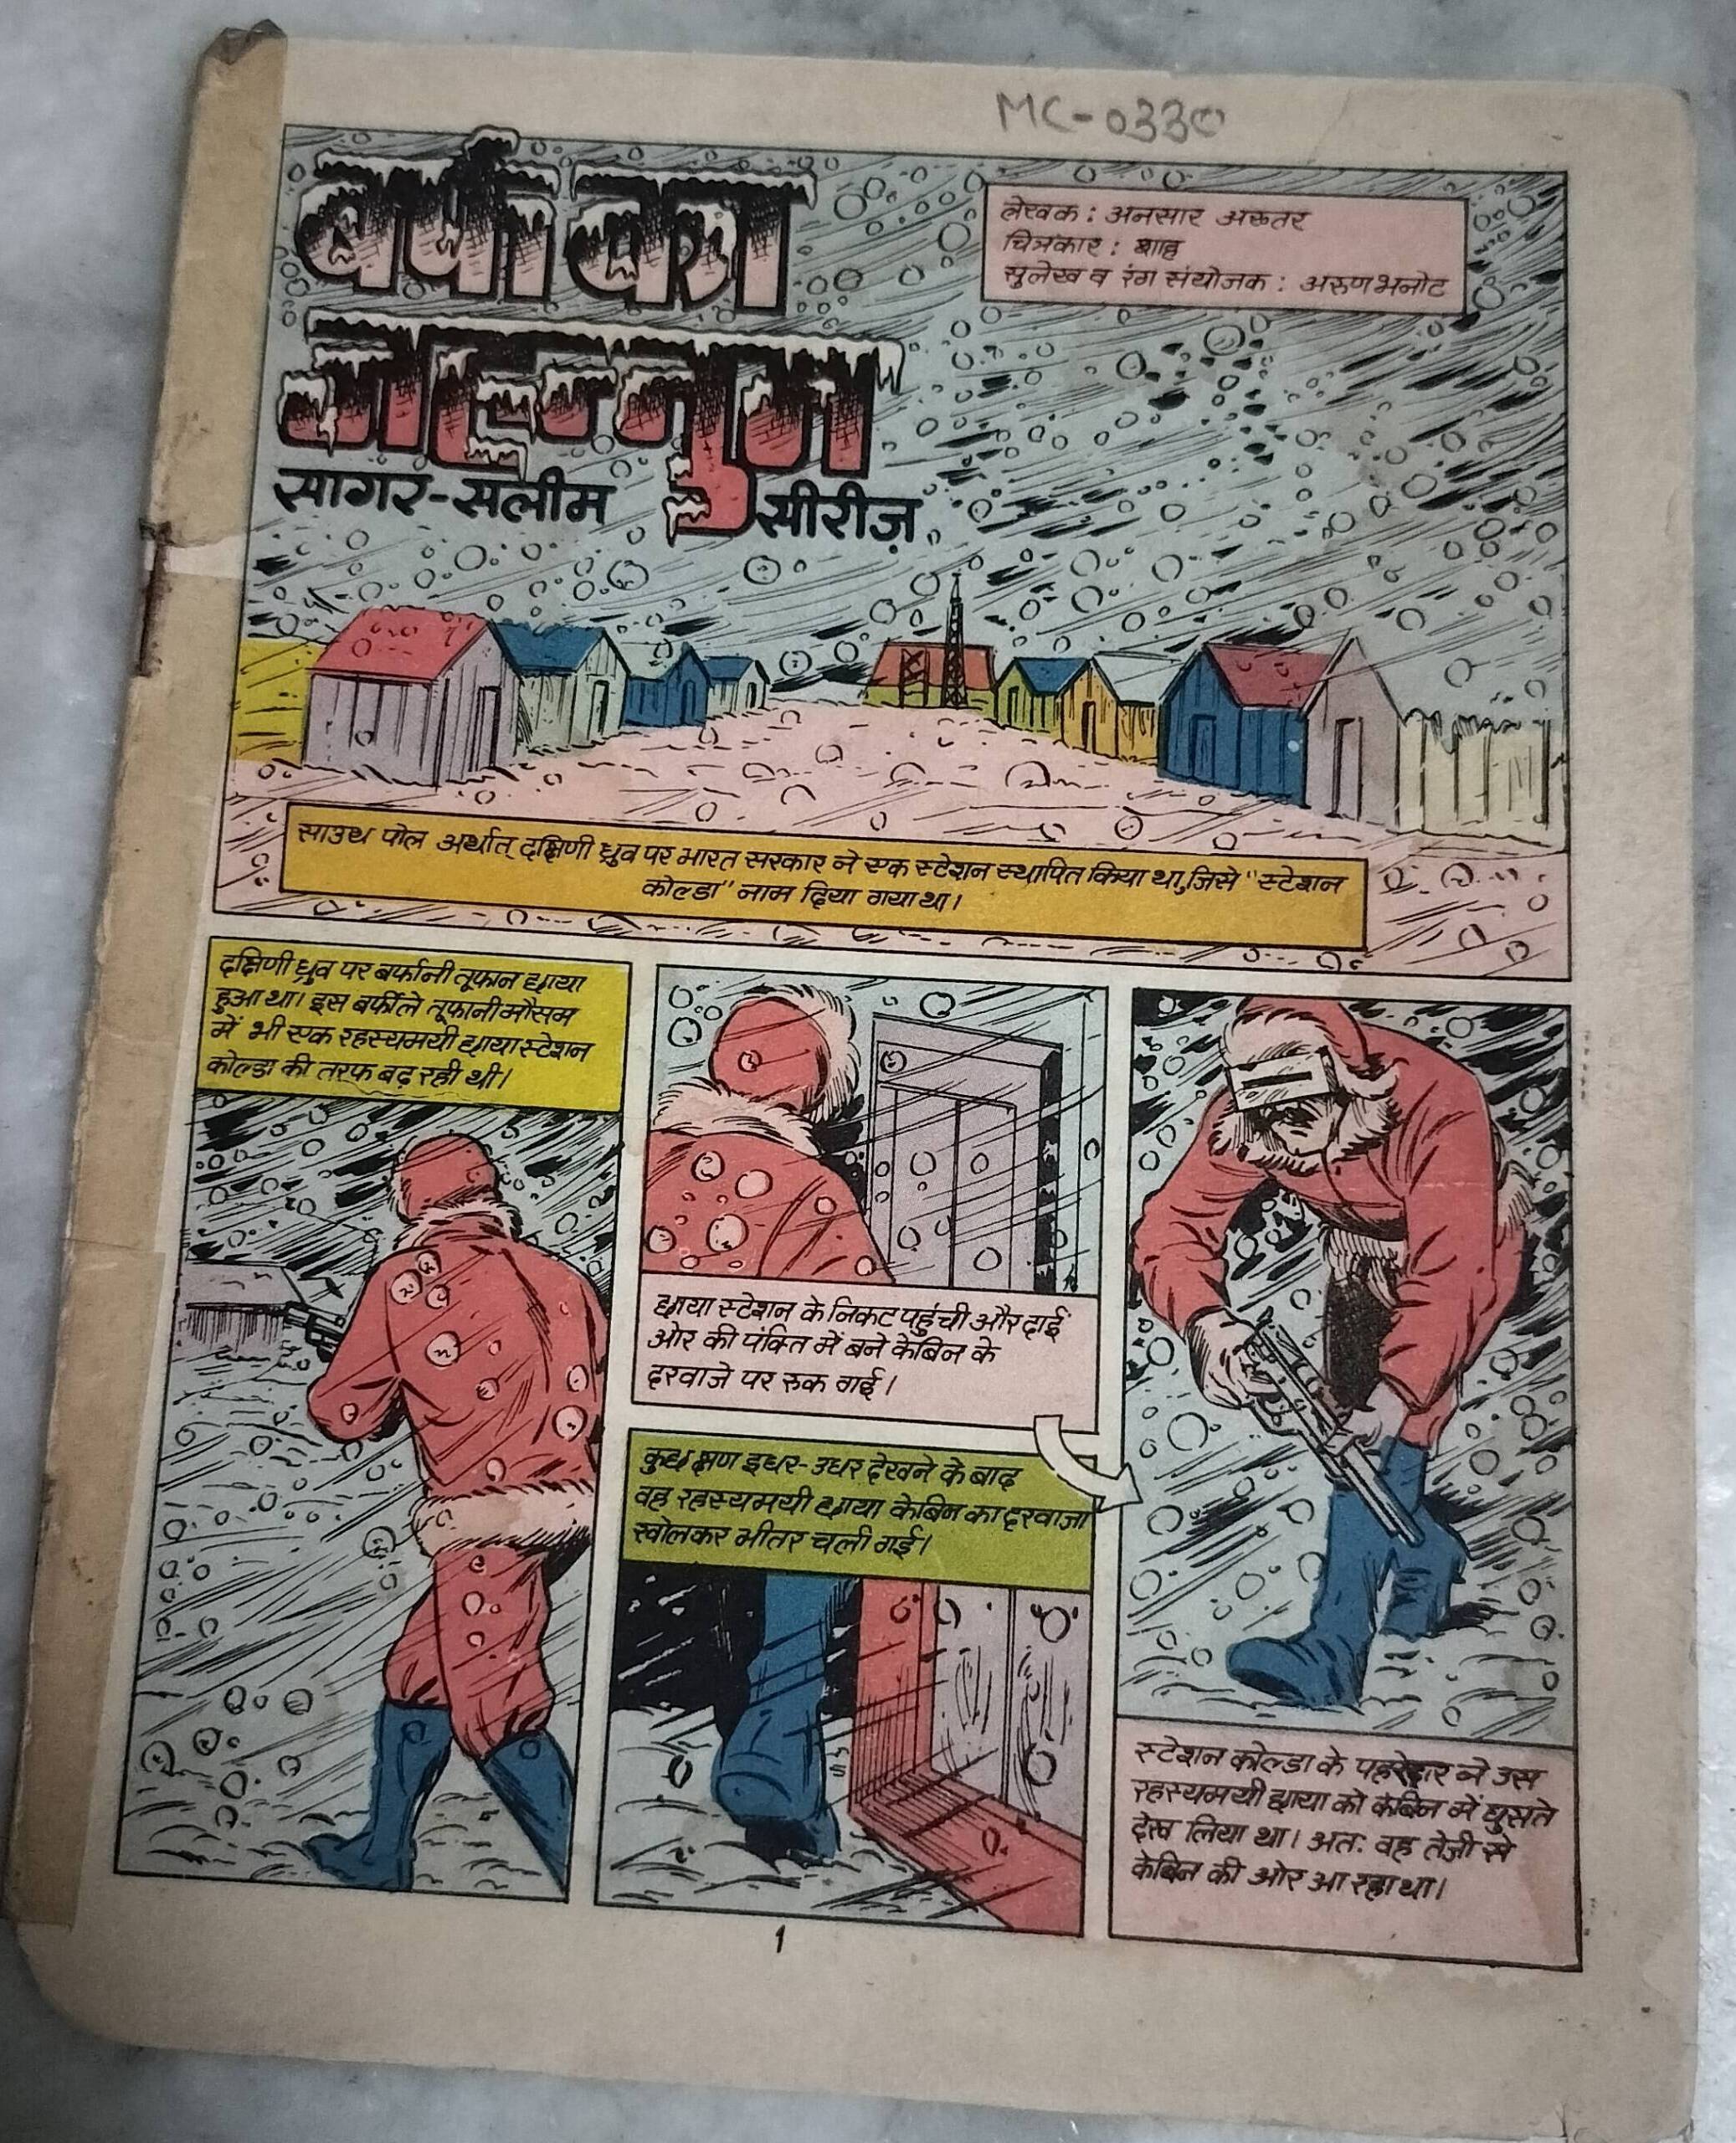 MC-0330
बर्फ का
जहन्नुम
सागर-सलीम सीरीज़
लेखक : अनसार अख्तर
चित्रकार : शाह
सुलेख व रंग संयोजक : अरुण भनोट
साउथ पोल अर्थात् दक्षिणी ध्रुव पर भारत सरकार ने एक स्टेशन स्थापित किया था, जिसे "स्टेशन
कोल्डा" नाम दिया गया था।
दक्षिणी ध्रुव पर बर्फानी तूफान छाया
हुआ था। इस बर्फीले तूफानी मौसम
में भी एक रहस्यमयी छाया स्टेशन
कोल्डा की तरफ बढ़ रही थी।
छाया स्टेशन के निकट पहुंची और दाईं
ओर की पंक्ति में बने केबिन के
दरवाजे पर रुक गई।
कुछ क्षण इधर-उधर देखने के बाद
वह रहस्यमयी छाया केबिन का दरवाजा
खोलकर भीतर चली गई।
स्टेशन कोल्डा के पहरेदार ने उस
रहस्यमयी छाया को केबिन में घुसते
देख लिया था। अतः वह तेजी से
केबिन की ओर आ रहा था।
1